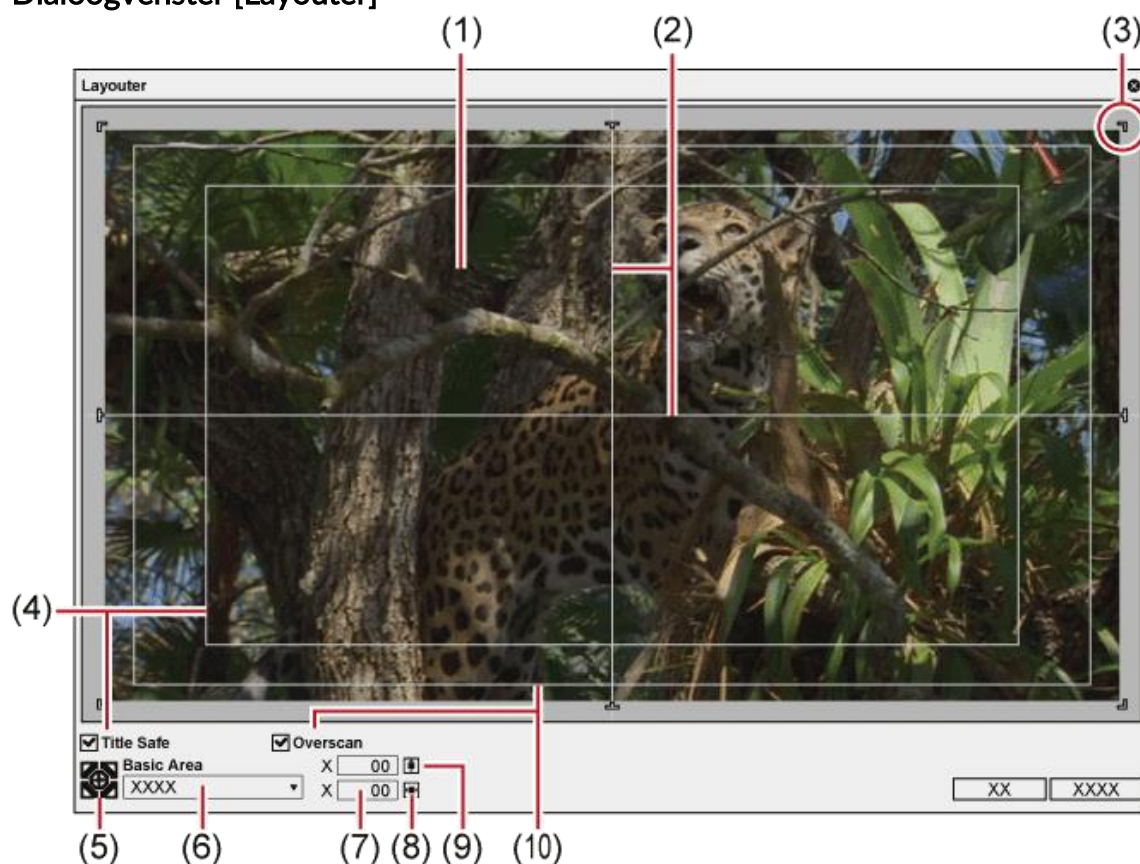 Dialoogvenster [Layouter]
(1) (2) (3)
Layouter
(4)
Title Safe Overscan
Basic Area X 00
XXXX X 00
XX XXXX
(5) (6) (7) (8) (9) (10)